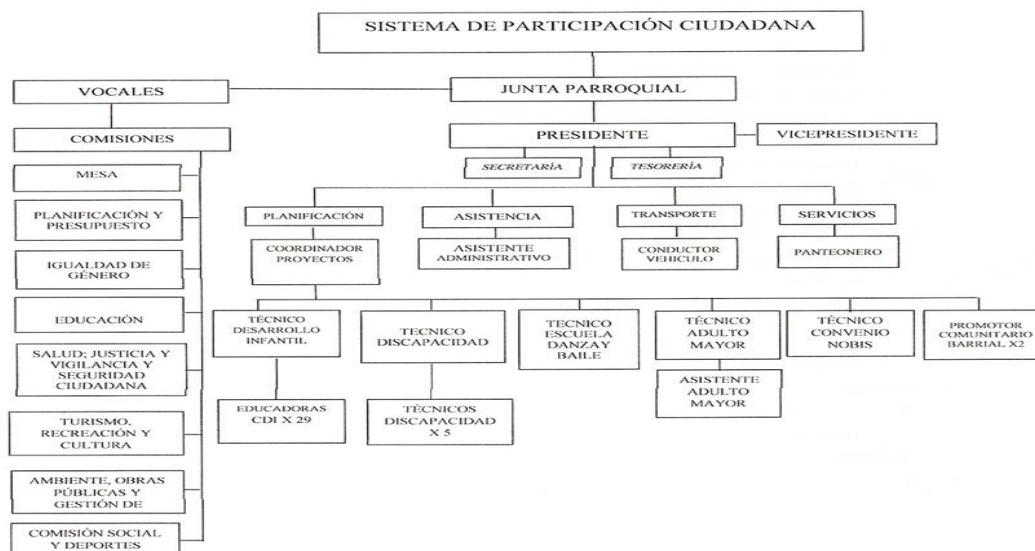 SISTEMA DE PARTICIPACIÓN CIUDADANA
VOCALES
JUNTA PARROQUIAL
COMISIONES
PRESIDENTE
VICEPRESIDENTE
SECRETARÍA
TESORERÍA
MESA
PLANIFICACIÓN Y
PRESUPUESTO
IGUALDAD DE
GÉNERO
EDUCACIÓN
SALUD; JUSTICIA Y
VIGILANCIA Y
SEGURIDAD
CIUDADANA
TURISMO,
RECREACIÓN Y
CULTURA
AMBIENTE, OBRAS
PÚBLICAS Y
GESTIÓN DE
COMISIÓN SOCIAL
Y DEPORTES
PLANIFICACIÓN
COORDINADOR
PROYECTOS
ASISTENCIA
ASISTENTE
ADMINISTRATIVO
TRANSPORTE
CONDUCTOR
VEHICULO
SERVICIOS
PANTEONERO
TÉCNICO
DESARROLLO
INFANTIL
EDUCADORAS
CDI X 29
TECNICO
DISCAPACIDAD
TÉCNICOS
DISCAPACIDAD
X 5
TECNICO
ESCUELA
DANZA Y
BAILE
TÉCNICO
ADULTO
MAYOR
ASISTENTE
ADULTO
MAYOR
TÉCNICO
CONVENIO
NOBIS
PROMOTOR
COMUNITARIO
BARRIAL X2